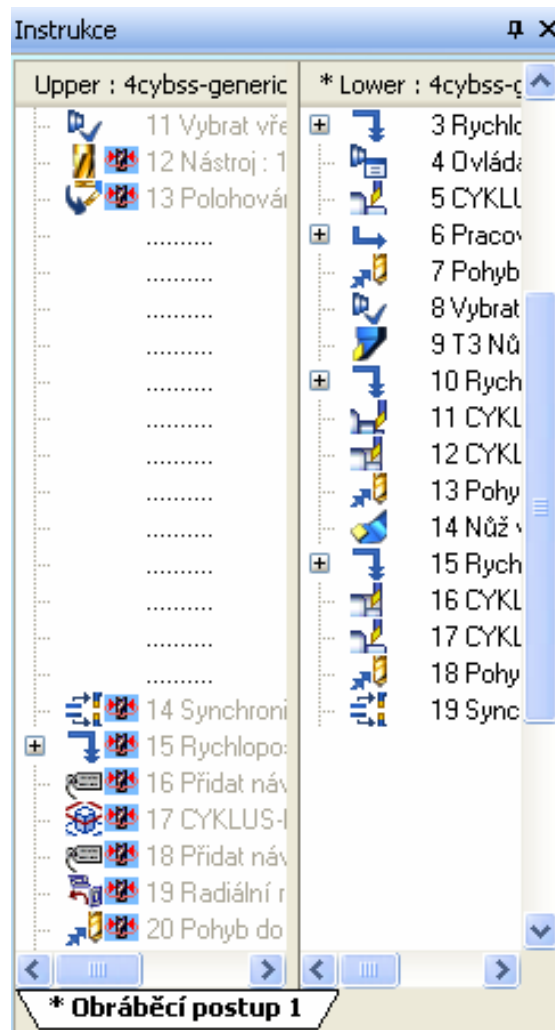 Instrukce
Upper : 4cybss-generic
11 Vybrat vře
12 Nástroj : 1
13 Polohován
..........
..........
..........
..........
..........
..........
..........
..........
..........
..........
..........
..........
..........
14 Synchroni
15 Rychlopo
16 Přidat náv
17 CYKLUS-
18 Přidat náv
19 Radiální r
20 Pohyb do
* Lower : 4cybss-g
3 Rychlo
4 Ovláda
5 CYKLU
6 Pracov
7 Pohyb
8 Vybrat
9 T3 Nů
10 Rych
11 CYKL
12 CYKL
13 Pohy
14 Nůž v
15 Rych
16 CYKL
17 CYKL
18 Pohy
19 Sync
* Obráběcí postup 1